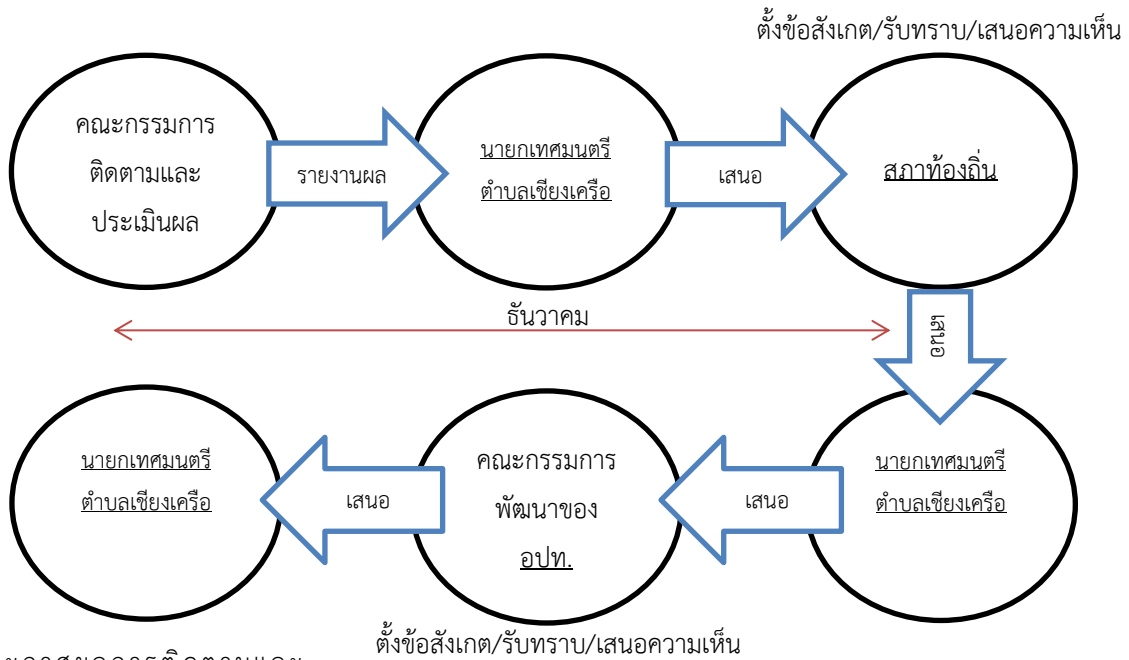 ตั้งข้อสังเกต/รับทราบ/เสนอความเห็น
คณะกรรมการ
ติดตามและ
ประเมินผล
รายงานผล
นายกเทศมนตรี
ตำบลเชียงเครือ
เสนอ
สภาท้องถิ่น
ธันวาคม
เสนอ
นายกเทศมนตรี
ตำบลเชียงเครือ
เสนอ
คณะกรรมการ
พัฒนาของ
อปท.
เสนอ
นายกเทศมนตรี
ตำบลเชียงเครือ
ตั้งข้อสังเกต/รับทราบ/เสนอความเห็น